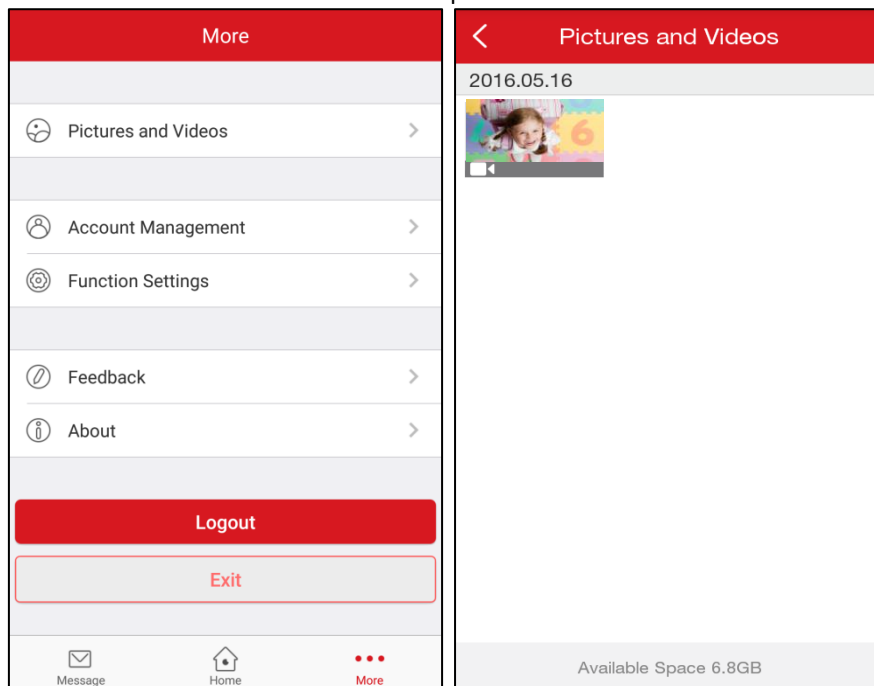 More
Pictures and Videos
Account Management
Function Settings
Feedback
About
Logout
Exit
Message
Home
More
Pictures and Videos
2016.05.16
6
Available Space 6.8GB